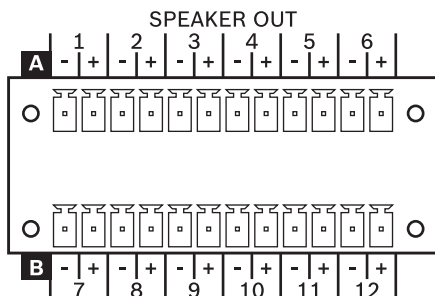 SPEAKER OUT
1 2 3 4 5 6
A - + - + - + - + - + - +
B - + - + - + - + - + - +
7 8 9 10 11 12